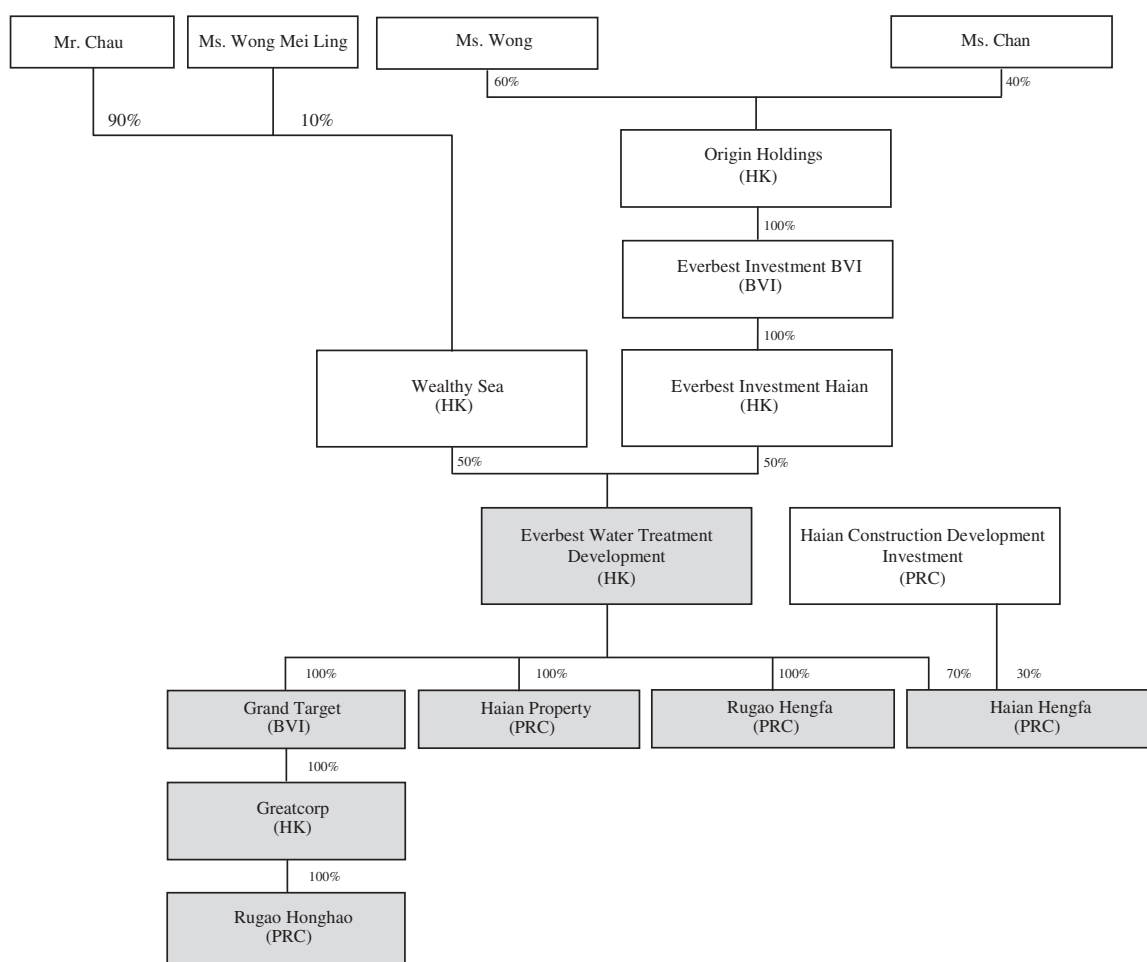 Mr. Chau
Ms. Wong Mei Ling
Ms. Wong
Ms. Chan
60%
40%
90%
10%
Origin Holdings
(HK)
100%
Everbest Investment BVI
(BVI)
100%
Wealthy Sea
(HK)
Everbest Investment Haian
(HK)
50%
50%
Everbest Water Treatment
Development
(HK)
Haian Construction Development
Investment
(PRC)
100%
100%
100%
70%
30%
Grand Target
(BVI)
Haian Property
(PRC)
Rugao Hengfa
(PRC)
Haian Hengfa
(PRC)
100%
Greatcorp
(HK)
100%
Rugao Honghao
(PRC)